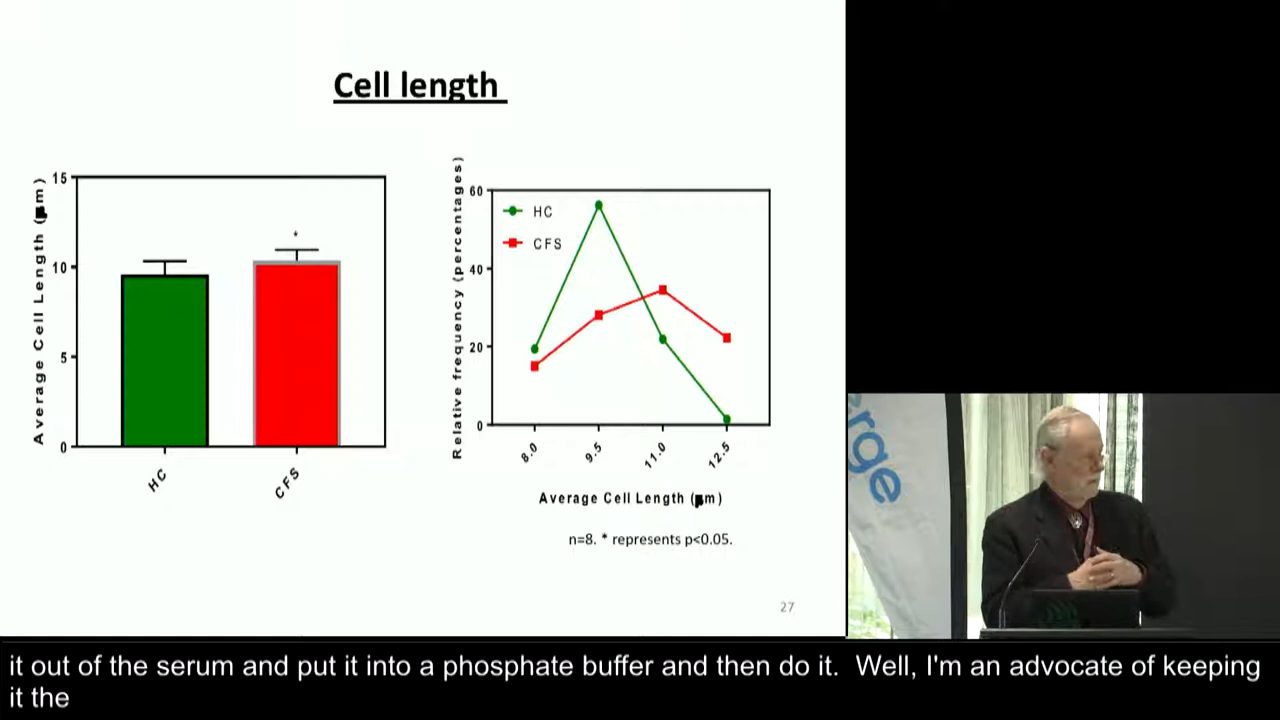 Cell length
Average Cell Length (µm)
15
10
5
0
*
HC
CFS
Relative frequency (percentages)
60
40
20
0
HC
CFS
8.0
9.5
11.0
12.5
Average Cell Length (µm)
n=8. * represents p<0.05.
27
erge
it out of the serum and put it into a phosphate buffer and then do it.  Well, I'm an advocate of keeping
it the